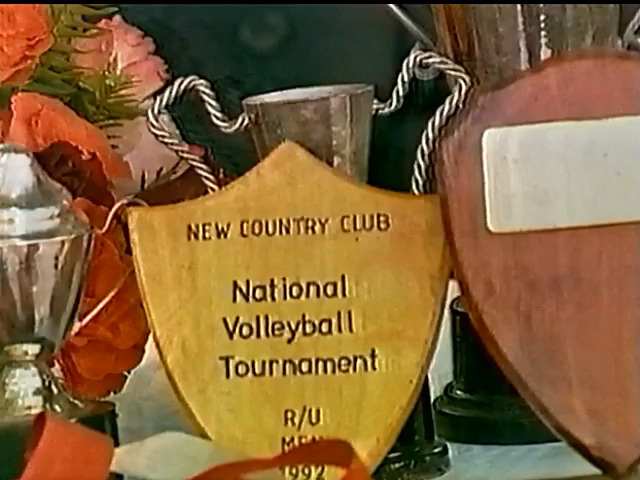 NEW COUNTRY CLUB
National
Volleyball
Tournament
R/U
MEN
1992